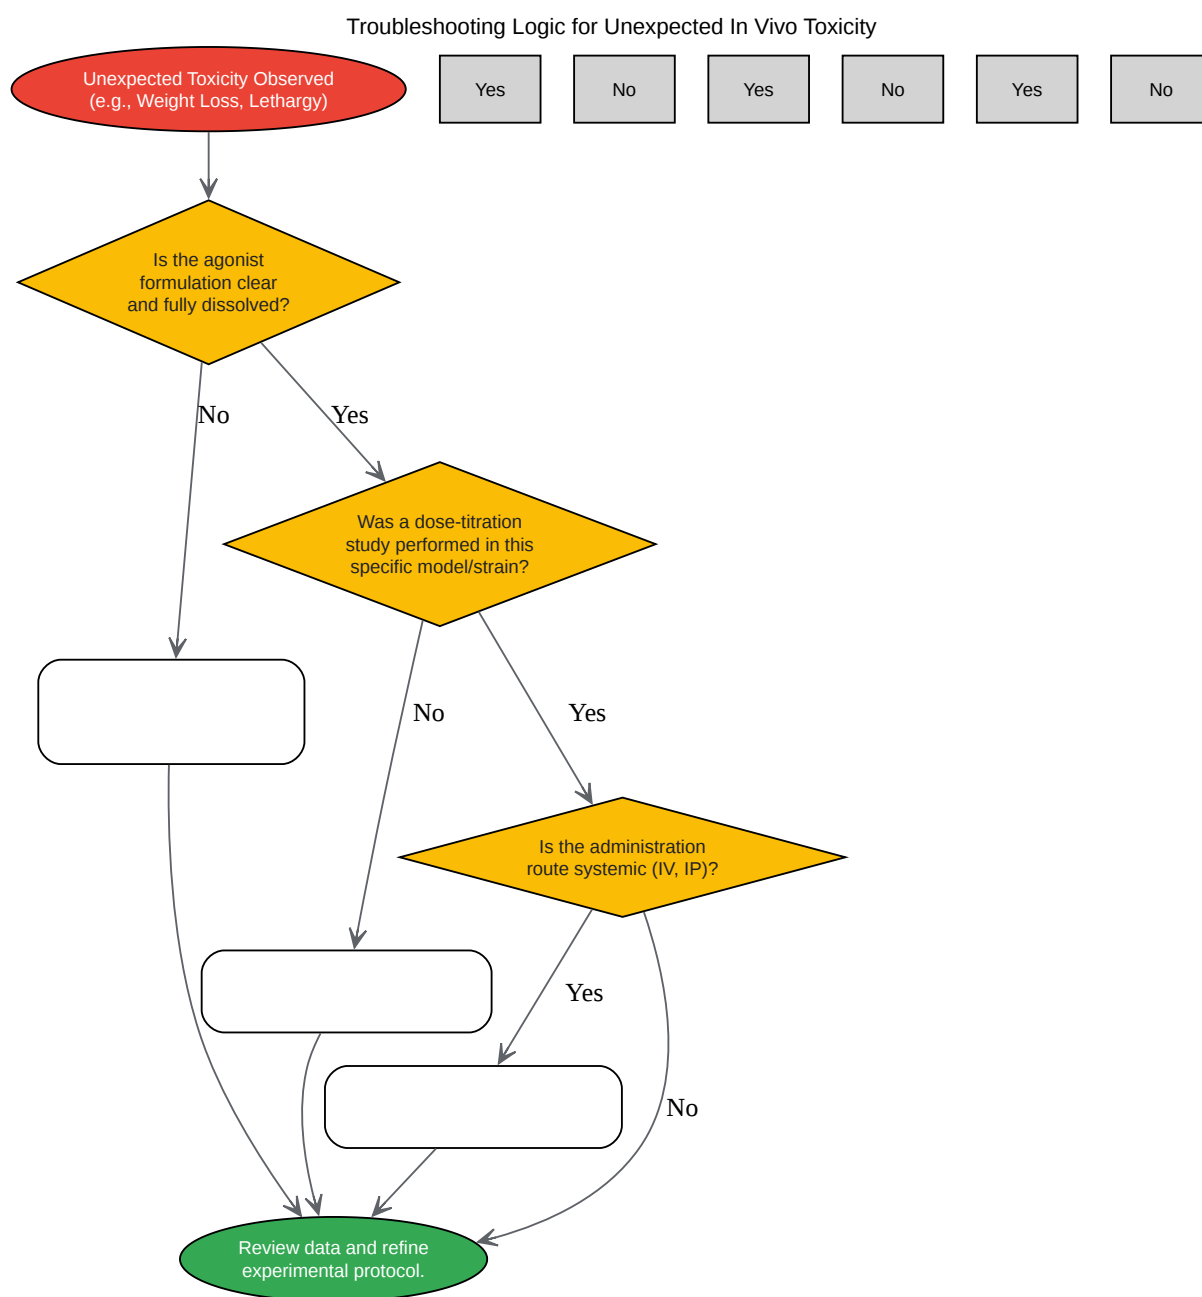 Troubleshooting Logic for Unexpected In Vivo Toxicity
Unexpected Toxicity Observed
(e.g., Weight Loss, Lethargy)
Yes
No
Yes
No
Yes
No
Is the agonist
formulation clear
and fully dissolved?
No
Yes
Was a dose-titration
study performed in this
specific model/strain?
No
Yes
Is the administration
route systemic (IV, IP)?
Yes
No
Review data and refine
experimental protocol.